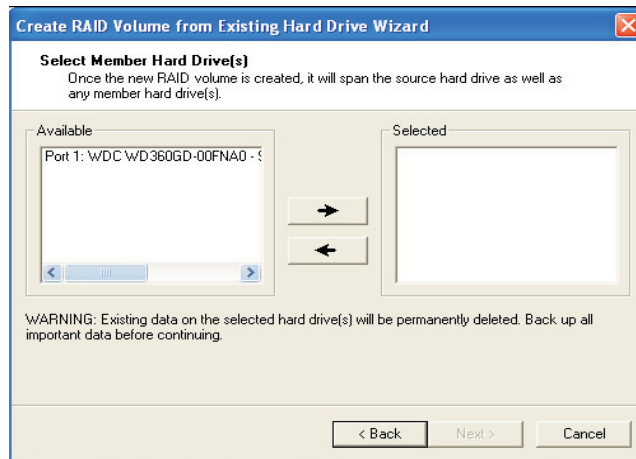 Create RAID Volume from Existing Hard Drive Wizard
Select Member Hard Drive(s)
Once the new RAID volume is created, it will span the source hard drive as well as
any member hard drive(s).
Available
Selected
Port 1: WDC WD360GD-00FNA0 - S
WARNING: Existing data on the selected hard drive(s) will be permanently deleted. Back up all
important data before continuing.
< Back
Next >
Cancel